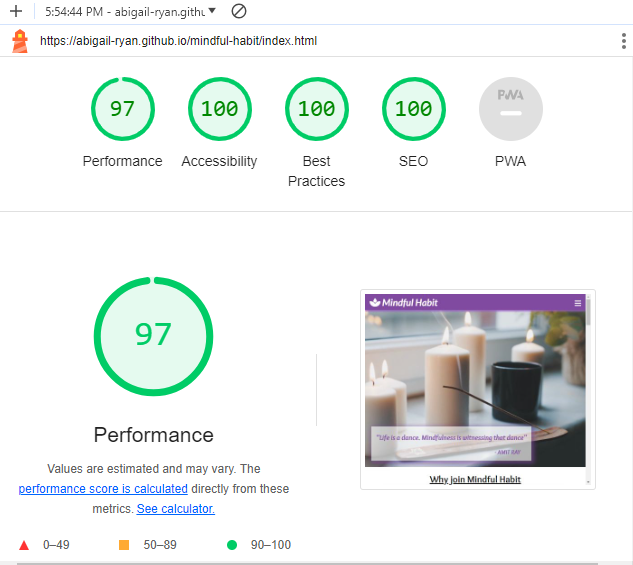 5:54:44 PM - abigail-ryan.githu
https://abigail-ryan.github.io/mindful-habit/index.html
97
100
100
100
PWA
Performance
Accessibility
Best
Practices
SEO
PWA
97
Performance
Values are estimated and may vary. The
performance score is calculated directly from these
metrics. See calculator.
0–49
50–89
90–100
Mindful Habit
"Life is a dance. Mindfulness is witnessing that dance"
AMIT RAY
Why join Mindful Habit